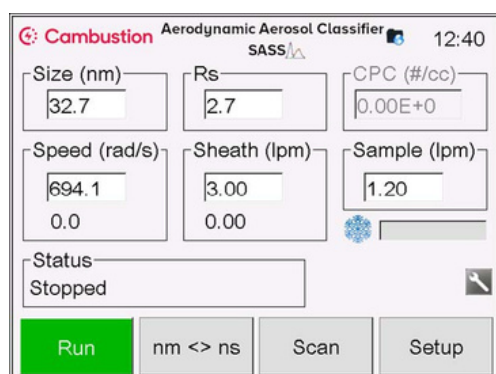 Cambustion Aerodynamic Aerosol Classifier 12:40
SASS
Size (nm) Rs CPC (#/cc)
32.7 2.7 0.00E+0
Speed (rad/s) Sheath (lpm) Sample (lpm)
694.1 3.00 1.20
0.0 0.00
Status
Stopped
Run nm <> ns Scan Setup